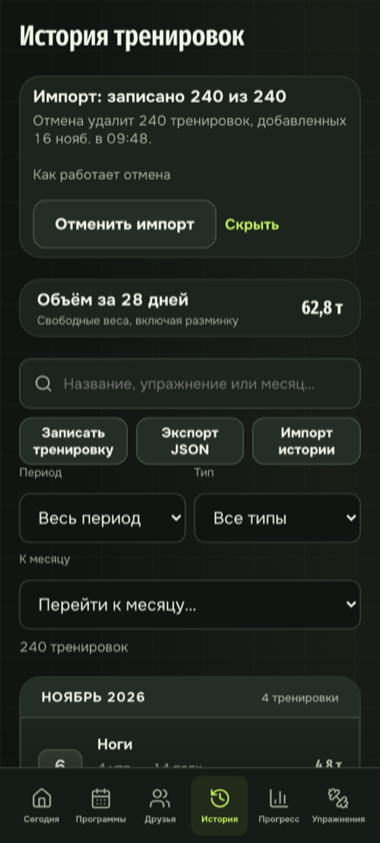 История тренировок
Импорт: записано 240 из 240
Отмена удалит 240 тренировок, добавленных
16 нояб. в 09:48.
Как работает отмена
Отменить импорт
Скрыть
Объём за 28 дней
62,8 т
Свободные веса, включая разминку
Название, упражнение или месяц...
Записать тренировку
Экспорт JSON
Импорт истории
Период
Тип
Весь период
Все типы
К месяцу
Перейти к месяцу...
240 тренировок
НОЯБРЬ 2026
4 тренировки
Ноги
6
4,8 т
Сегодня
Программы
Друзья
История
Прогресс
Упражнения